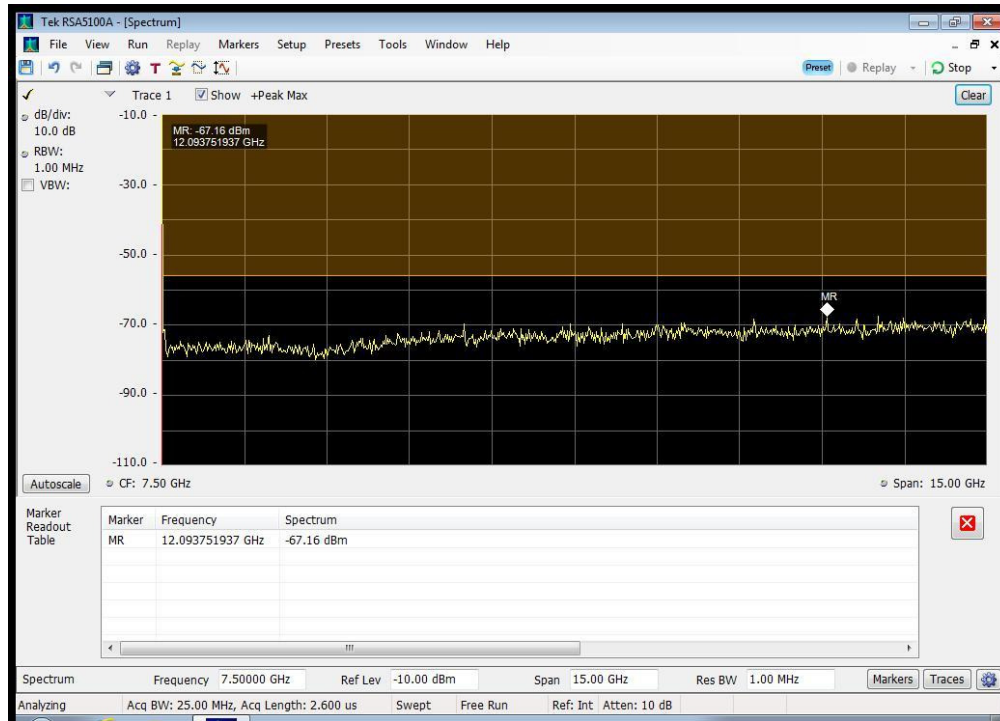 Tek RSA5100A - [Spectrum]
File View Run Replay Markers Setup Presets Tools Window Help
Preset Replay Stop
Trace 1 Show +Peak Max Clear
dB/div:
10.0 dB
RBW:
1.00 MHz
VBW:
-10.0
-30.0
-50.0
-70.0
-90.0
-110.0
MR: -67.16 dBm
12.093751937 GHz
MR
Autoscale CF: 7.50 GHz Span: 15.00 GHz
Marker
Readout
Table
Marker Frequency Spectrum
MR 12.093751937 GHz -67.16 dBm
Spectrum Frequency 7.50000 GHz Ref Lev -10.00 dBm Span 15.00 GHz Res BW 1.00 MHz Markers Traces
Analyzing Acq BW: 25.00 MHz, Acq Length: 2.600 us Swept Free Run Ref: Int Atten: 10 dB